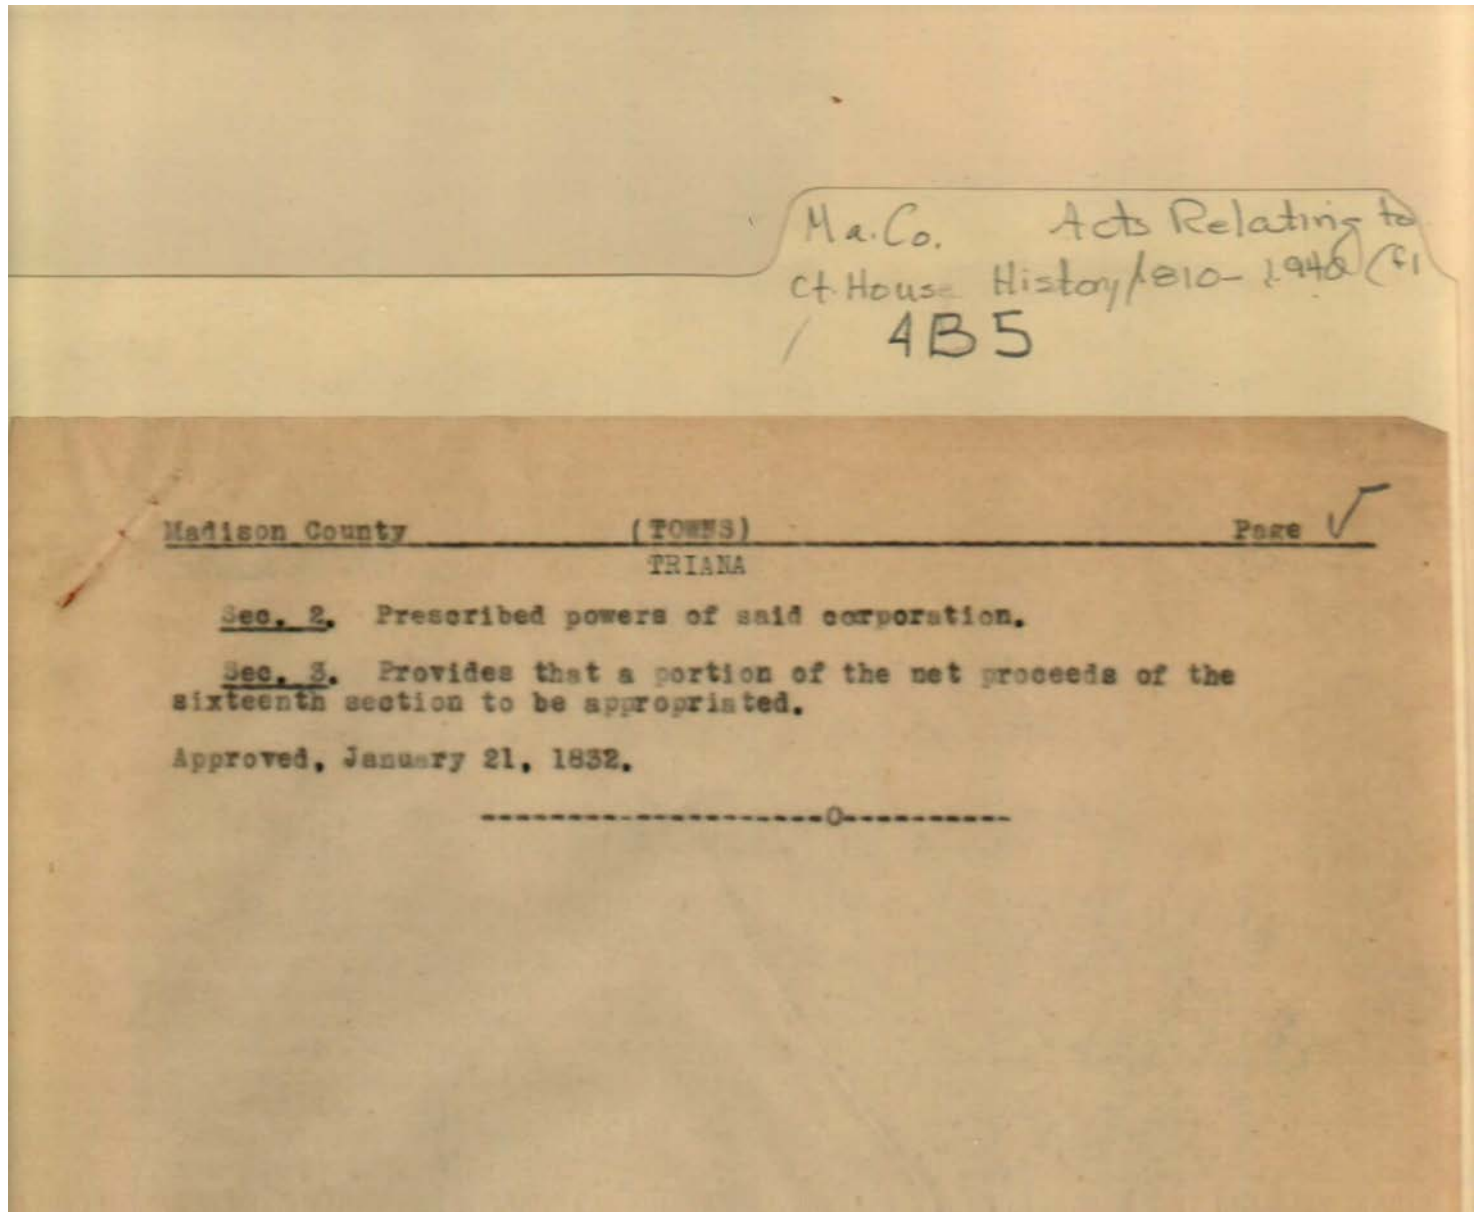 Ma. Co. Acts Relating to
Ct. House History 1810-1940 (f1
4B5
Madison County (TOWNS) Page √
TRIANA
Sec. 2. Prescribed powers of said corporation.
Sec. 3. Provides that a portion of the net proceeds of the
sixteenth section to be appropriated.
Approved, January 21, 1832.
--------------------O----------